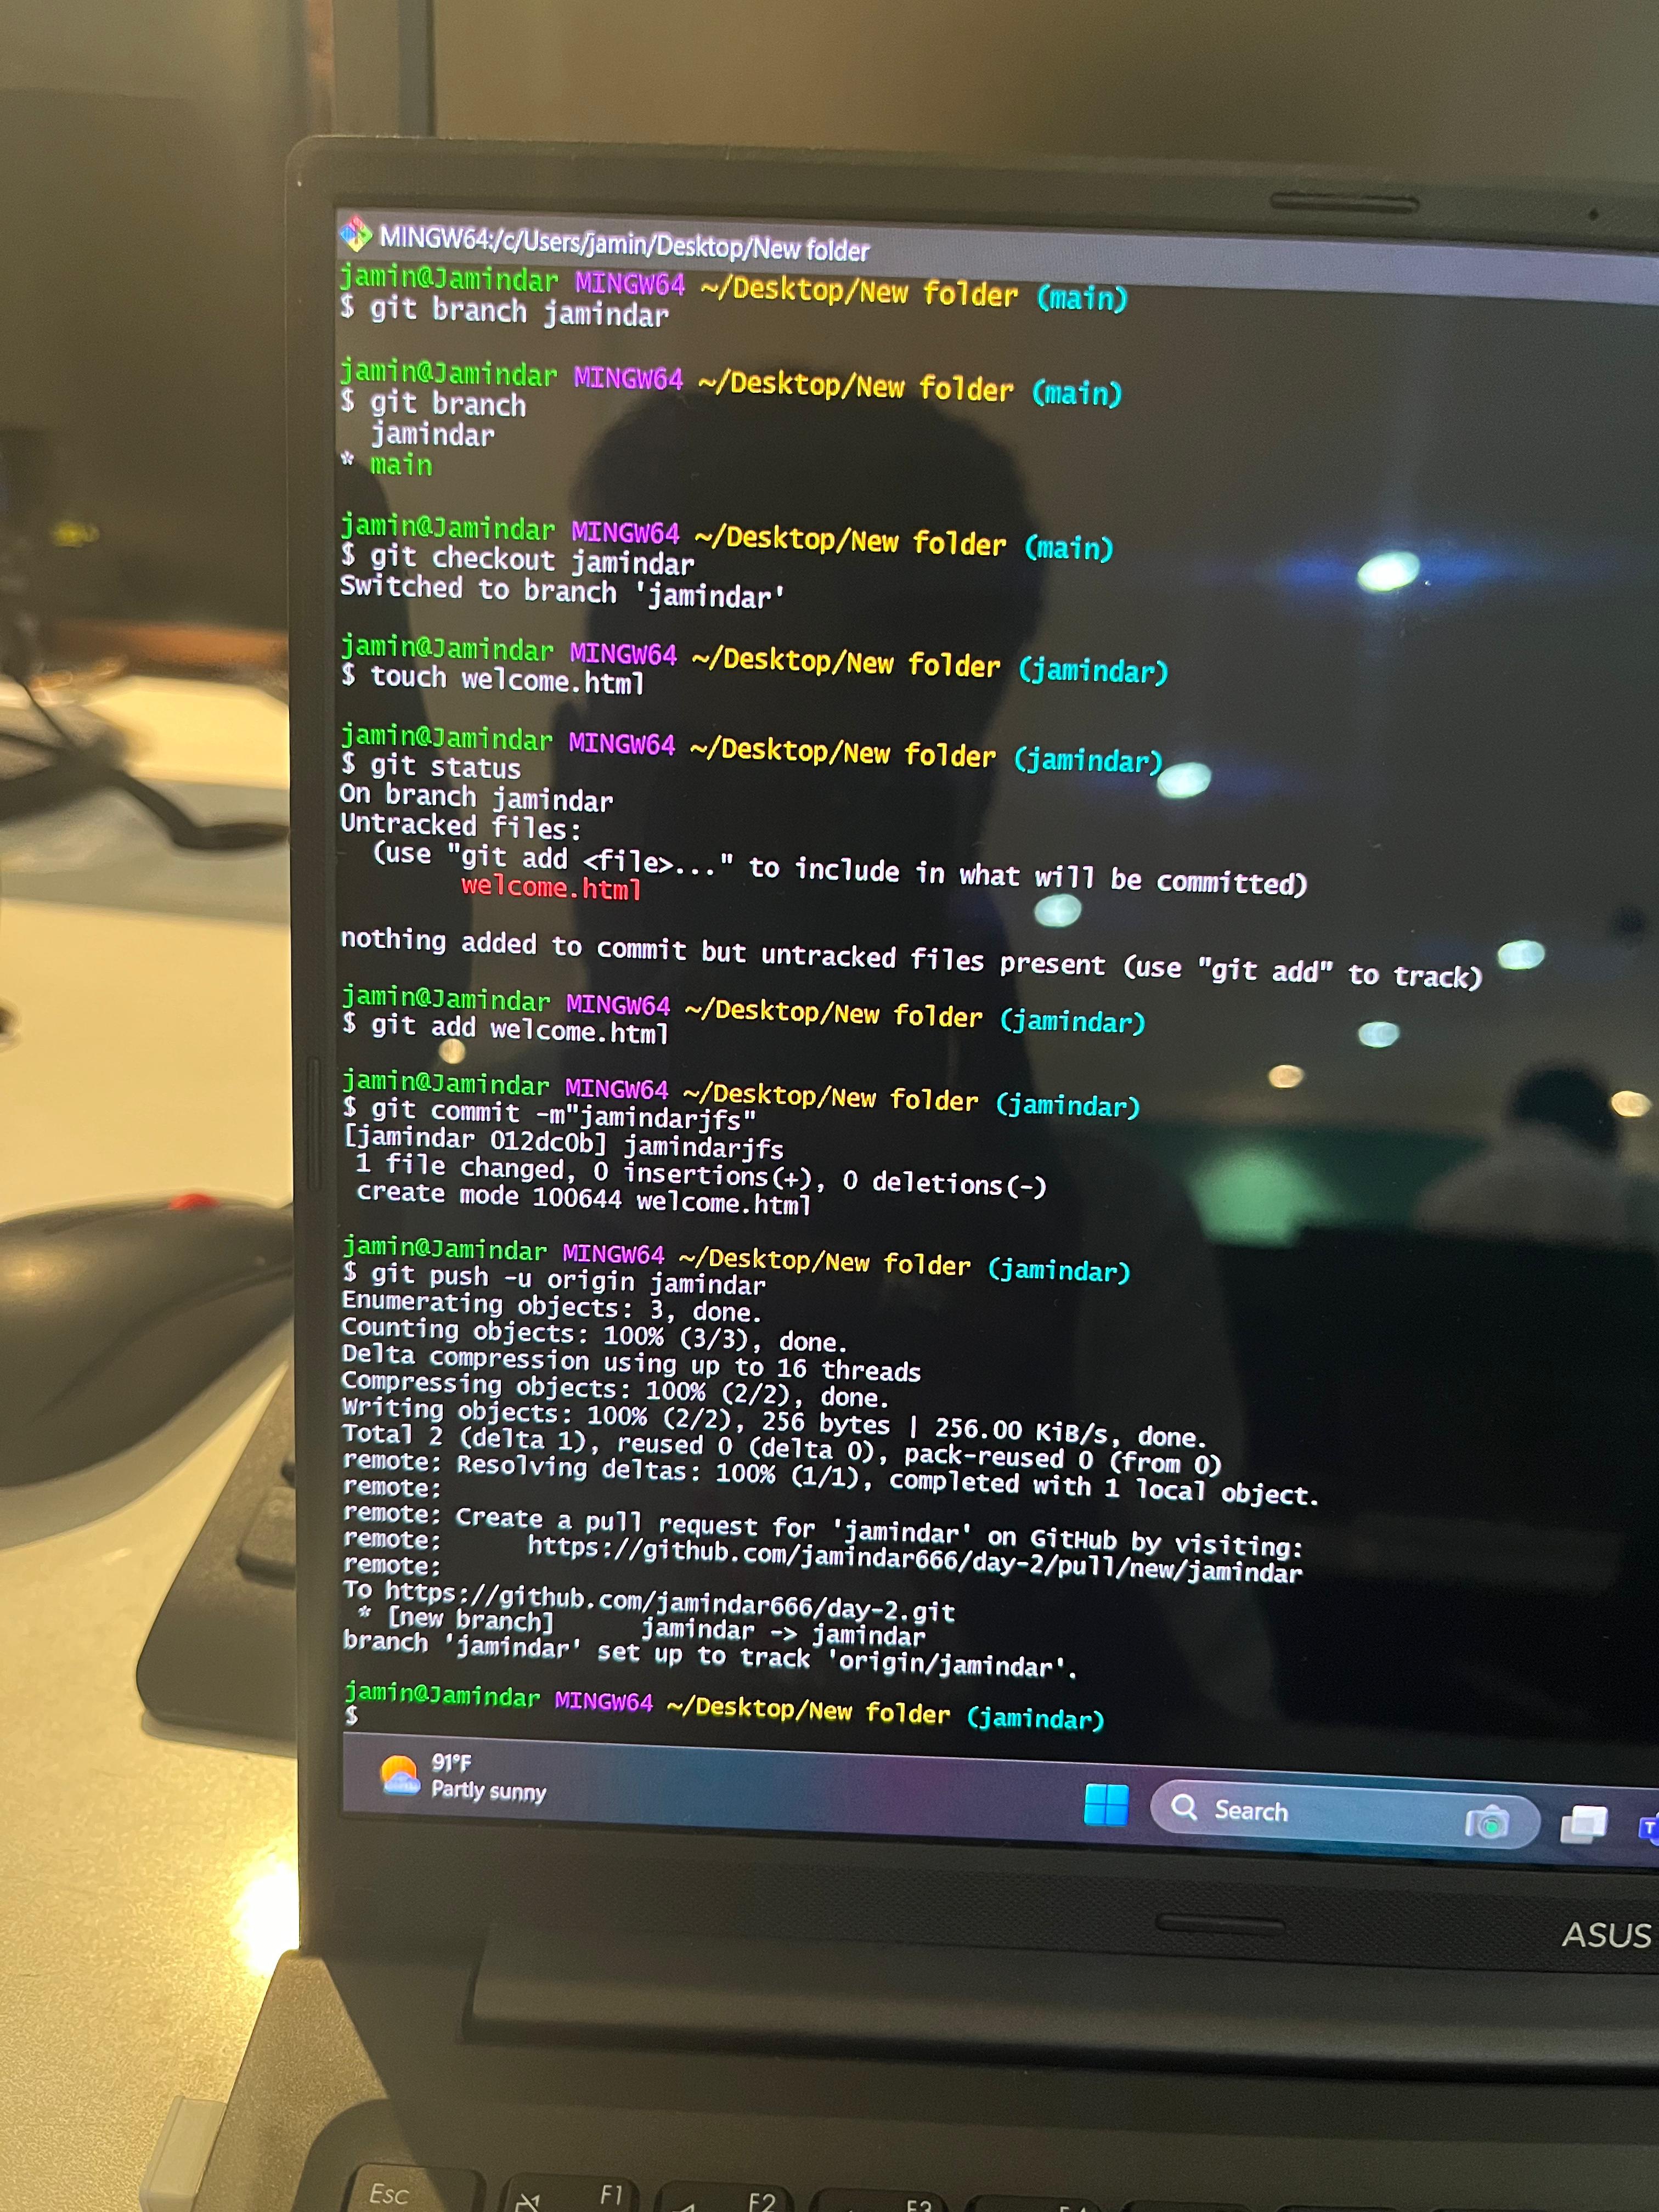 MINGW64:/c/Users/jamin/Desktop/New folder
jamin@Jamindar MINGW64 ~/Desktop/New folder (main)
$ git branch jamindar
jamin@Jamindar MINGW64 ~/Desktop/New folder (main)
$ git branch
  jamindar
* main
jamin@Jamindar MINGW64 ~/Desktop/New folder (main)
$ git checkout jamindar
Switched to branch 'jamindar'
jamin@Jamindar MINGW64 ~/Desktop/New folder (jamindar)
$ touch welcome.html
jamin@Jamindar MINGW64 ~/Desktop/New folder (jamindar)
$ git status
On branch jamindar
Untracked files:
  (use "git add <file>..." to include in what will be committed)
        welcome.html
nothing added to commit but untracked files present (use "git add" to track)
jamin@Jamindar MINGW64 ~/Desktop/New folder (jamindar)
$ git add welcome.html
jamin@Jamindar MINGW64 ~/Desktop/New folder (jamindar)
$ git commit -m"jamindarjfs"
[jamindar 012dc0b] jamindarjfs
 1 file changed, 0 insertions(+), 0 deletions(-)
 create mode 100644 welcome.html
jamin@Jamindar MINGW64 ~/Desktop/New folder (jamindar)
$ git push -u origin jamindar
Enumerating objects: 3, done.
Counting objects: 100% (3/3), done.
Delta compression using up to 16 threads
Compressing objects: 100% (2/2), done.
Writing objects: 100% (2/2), 256 bytes | 256.00 KiB/s, done.
Total 2 (delta 1), reused 0 (delta 0), pack-reused 0 (from 0)
remote: Resolving deltas: 100% (1/1), completed with 1 local object.
remote:
remote: Create a pull request for 'jamindar' on GitHub by visiting:
remote:      https://github.com/jamindar666/day-2/pull/new/jamindar
remote:
To https://github.com/jamindar666/day-2.git
 * [new branch]      jamindar -> jamindar
branch 'jamindar' set up to track 'origin/jamindar'.
jamin@Jamindar MINGW64 ~/Desktop/New folder (jamindar)
$
91°F
Partly sunny
Search
T
ASUS
Esc
F1
F2
F3